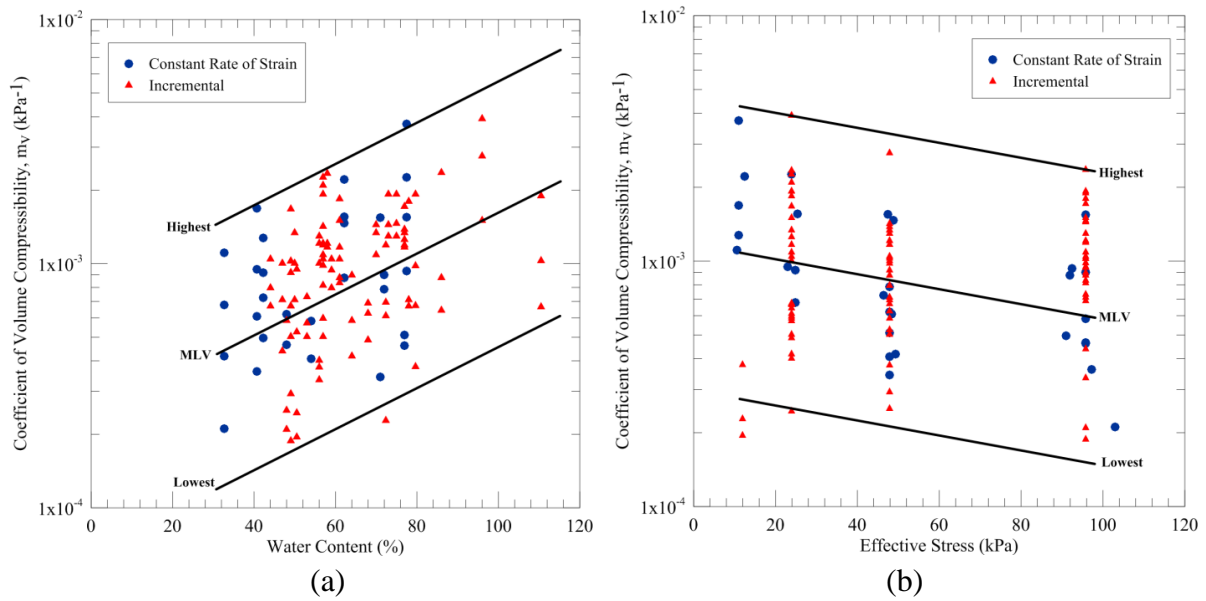 1x10-2
1x10-3
1x10-4
Coefficient of Volume Compressibility, mV (kPa-1)
Constant Rate of Strain
Incremental
Highest
MLV
Lowest
0 20 40 60 80 100 120
Water Content (%)
(a)
1x10-2
1x10-3
1x10-4
Coefficient of Volume Compressibility, mV (kPa-1)
Constant Rate of Strain
Incremental
Highest
MLV
Lowest
0 20 40 60 80 100 120
Effective Stress (kPa)
(b)